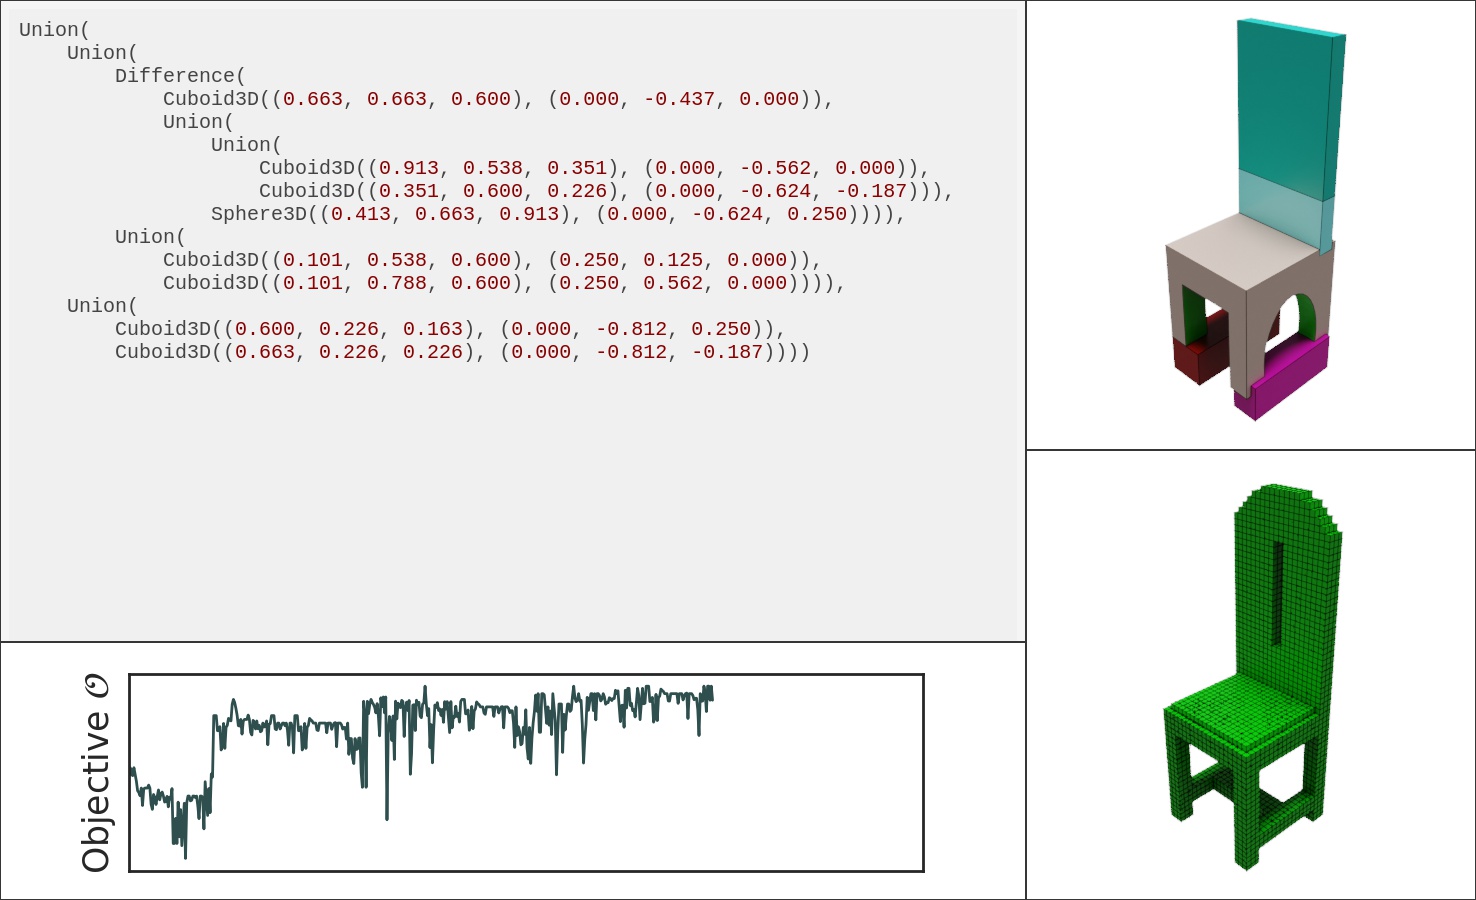 Union(
    Union(
        Difference(
            Cuboid3D((0.663, 0.663, 0.600), (0.000, -0.437, 0.000)),
            Union(
                Union(
                    Cuboid3D((0.913, 0.538, 0.351), (0.000, -0.562, 0.000)),
                    Cuboid3D((0.351, 0.600, 0.226), (0.000, -0.624, -0.187))),
                Sphere3D((0.413, 0.663, 0.913), (0.000, -0.624, 0.250)))),
        Union(
            Cuboid3D((0.101, 0.538, 0.600), (0.250, 0.125, 0.000)),
            Cuboid3D((0.101, 0.788, 0.600), (0.250, 0.562, 0.000)))),
    Union(
        Cuboid3D((0.600, 0.226, 0.163), (0.000, -0.812, 0.250)),
        Cuboid3D((0.663, 0.226, 0.226), (0.000, -0.812, -0.187))))
Objective 𝒪